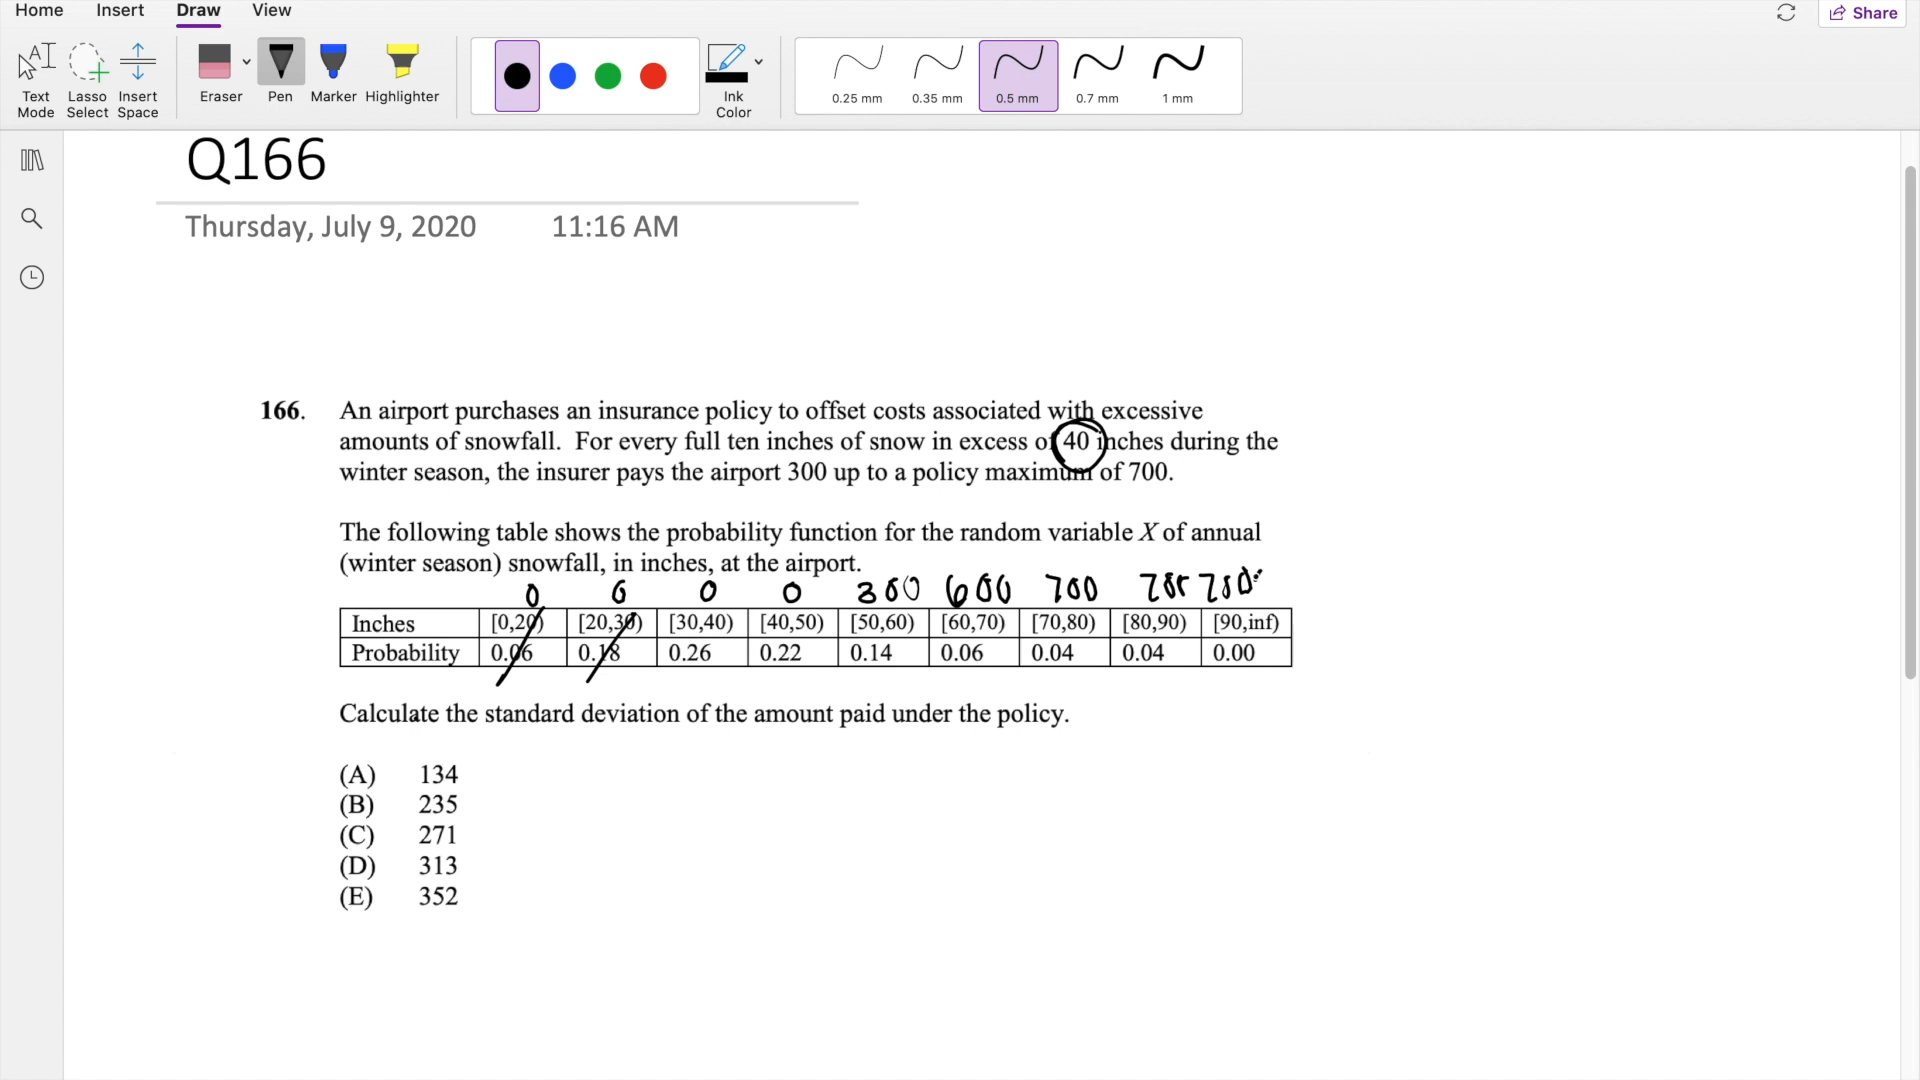 Home Insert Draw View
Share
AI
Text Mode
Lasso Select
Insert Space
Eraser
Pen
Marker
Highlighter
Ink Color
0.25 mm
0.35 mm
0.5 mm
0.7 mm
1 mm
Q166
Thursday, July 9, 2020 11:16 AM
166. An airport purchases an insurance policy to offset costs associated with excessive
amounts of snowfall. For every full ten inches of snow in excess of 40 inches during the
winter season, the insurer pays the airport 300 up to a policy maximum of 700.
The following table shows the probability function for the random variable X of annual
(winter season) snowfall, in inches, at the airport.
0 0 0 0 300 600 700 700 700
Inches [0,20) [20,30) [30,40) [40,50) [50,60) [60,70) [70,80) [80,90) [90,inf)
Probability 0.06 0.18 0.26 0.22 0.14 0.06 0.04 0.04 0.00
Calculate the standard deviation of the amount paid under the policy.
(A) 134
(B) 235
(C) 271
(D) 313
(E) 352